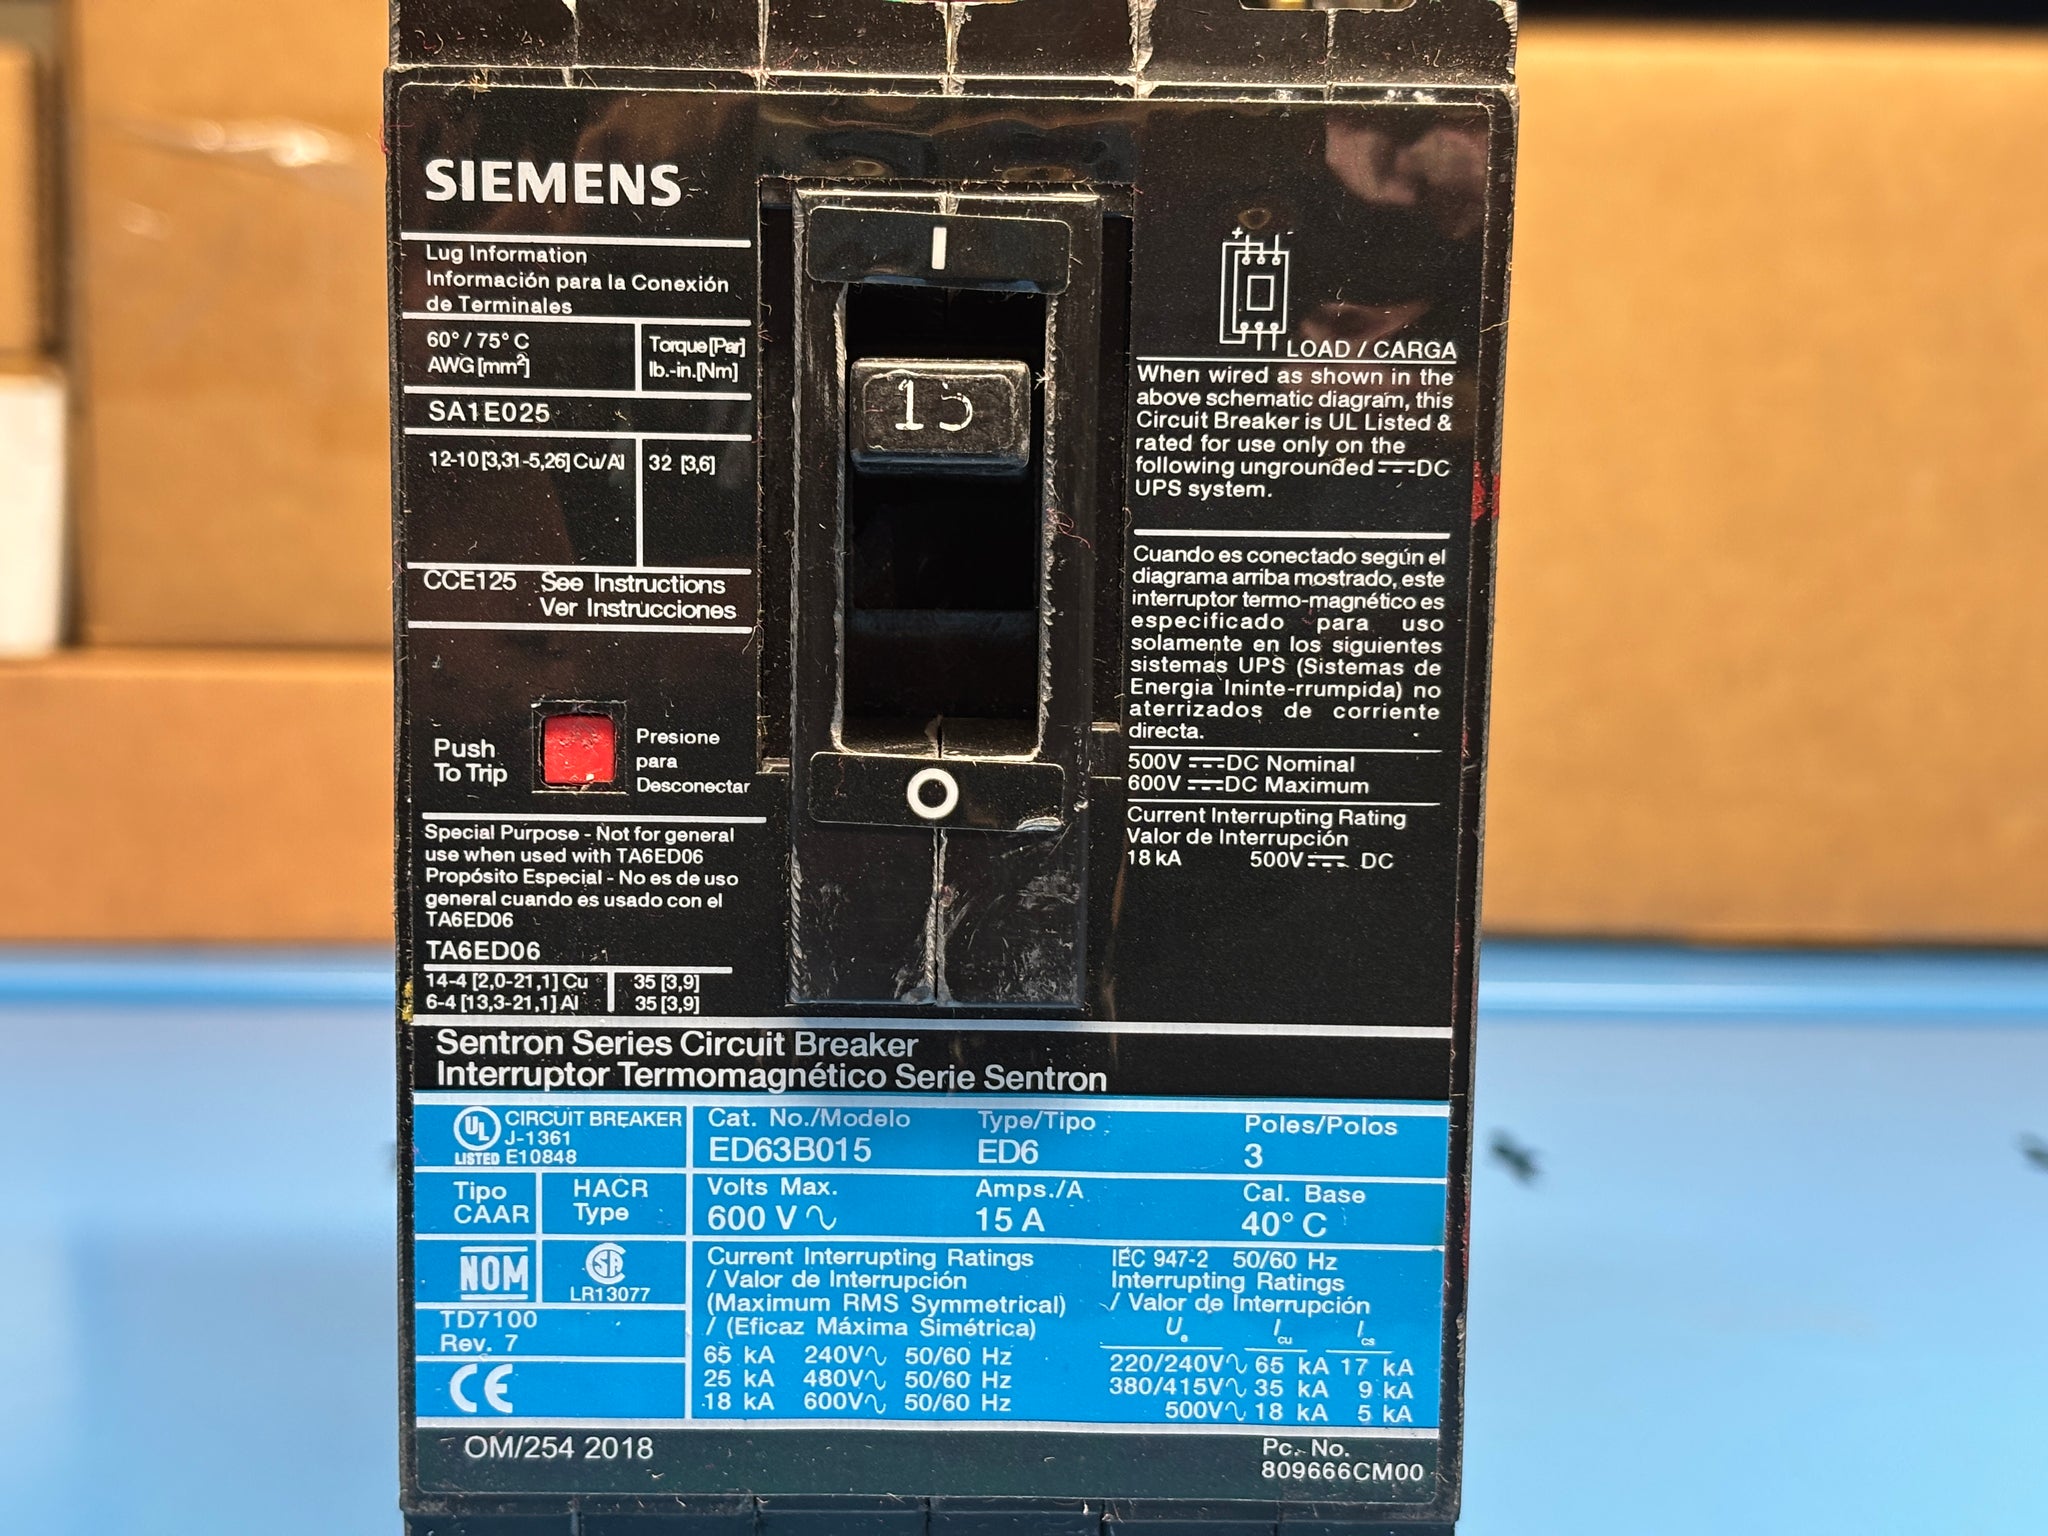 SIEMENS
Lug Information
Información para la Conexión
de Terminales
60° / 75° C
AWG [mm²]
Torque [Par]
lb.-in.[Nm]
SA1E025
12-10 [3,31-5,26] Cu/Al
32 [3,6]
CCE125 See Instructions
Ver Instrucciones
Push
To Trip
Presione
para
Desconectar
Special Purpose - Not for general
use when used with TA6ED06
Propósito Especial - No es de uso
general cuando es usado con el
TA6ED06
TA6ED06
14-4 [2,0-21,1] Cu
35 [3,9]
6-4 [13,3-21,1] Al
35 [3,9]
I
15
O
+ -
LOAD / CARGA
When wired as shown in the
above schematic diagram, this
Circuit Breaker is UL Listed &
rated for use only on the
following ungrounded ⎓DC
UPS system.
Cuando es conectado según el
diagrama arriba mostrado, este
interruptor termo-magnético es
especificado para uso
solamente en los siguientes
sistemas UPS (Sistemas de
Energia Ininte-rrumpida) no
aterrizados de corriente
directa.
500V ⎓DC Nominal
600V ⎓DC Maximum
Current Interrupting Rating
Valor de Interrupción
18 kA 500V⎓ DC
Sentron Series Circuit Breaker
Interruptor Termomagnético Serie Sentron
UL
LISTED
CIRCUIT BREAKER
J-1361
E10848
Cat. No./Modelo
ED63B015
Type/Tipo
ED6
Poles/Polos
3
Tipo
CAAR
HACR
Type
Volts Max.
600 V ∿
Amps./A
15 A
Cal. Base
40° C
NOM
SA
LR13077
TD7100
Rev. 7
CE
Current Interrupting Ratings
/ Valor de Interrupción
(Maximum RMS Symmetrical)
/ (Eficaz Máxima Simétrica)
65 kA 240V∿ 50/60 Hz
25 kA 480V∿ 50/60 Hz
18 kA 600V∿ 50/60 Hz
IEC 947-2 50/60 Hz
Interrupting Ratings
/ Valor de Interrupción
Ue Icu Ics
220/240V∿ 65 kA 17 kA
380/415V∿ 35 kA 9 kA
500V∿ 18 kA 5 kA
OM/254 2018
Pc. No.
809666CM00